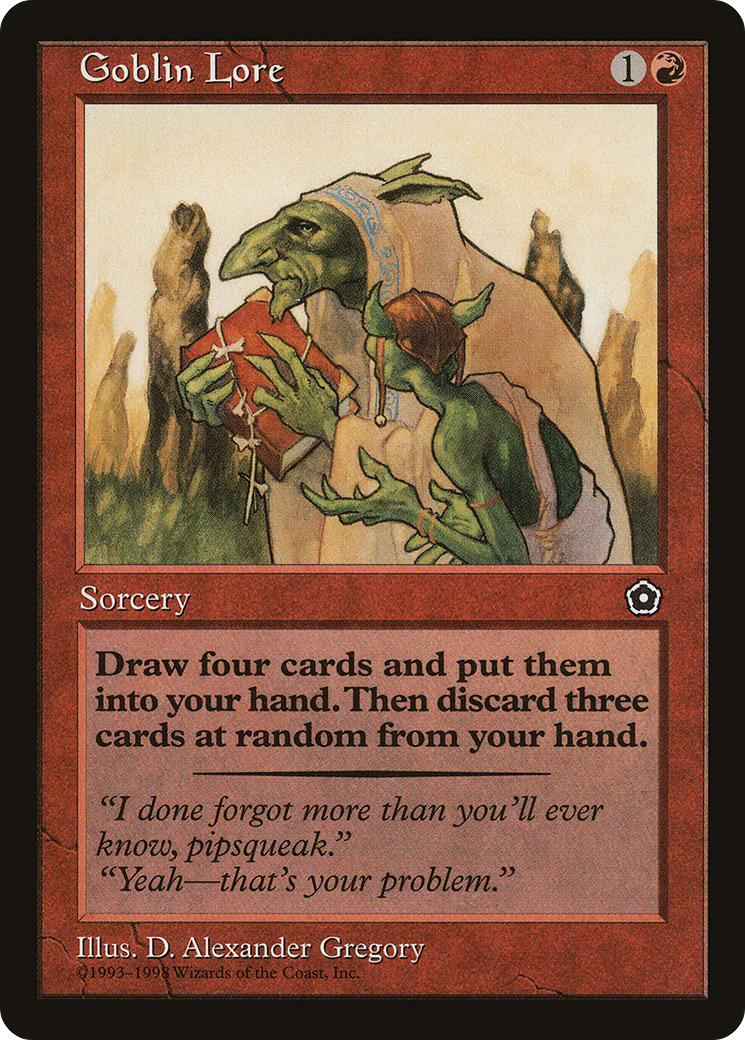 Goblin Lore
1
Sorcery
Draw four cards and put them
into your hand. Then discard three
cards at random from your hand.
“I done forgot more than you’ll ever
know, pipsqueak.”
“Yeah—that’s your problem.”
Illus. D. Alexander Gregory
©1993–1998 Wizards of the Coast, Inc.